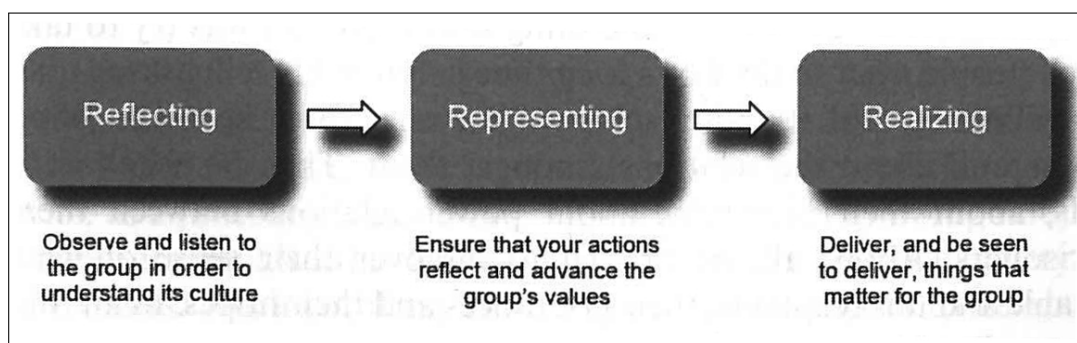 Reflecting
Representing
Realizing
Observe and listen to
the group in order to
understand its culture
Ensure that your actions
reflect and advance the
group's values
Deliver, and be seen
to deliver, things that
matter for the group